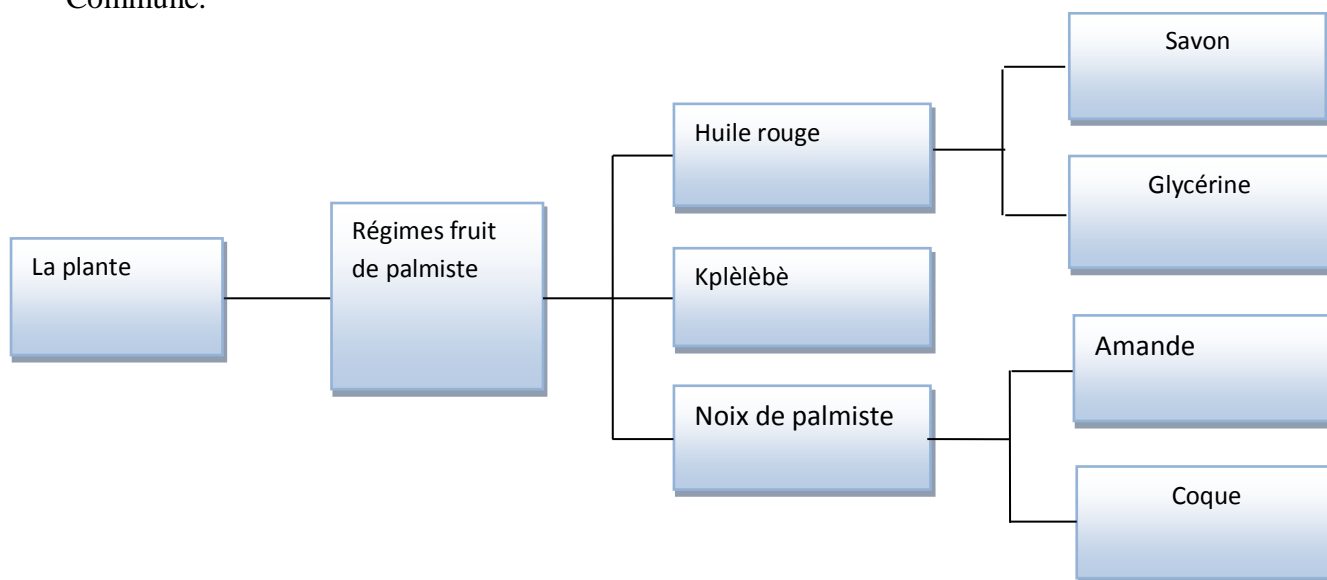 Commune.
Savon
Huile rouge
Glycérine
Régimes fruit
de palmiste
La plante
Kplèlèbè
Amande
Noix de palmiste
Coque